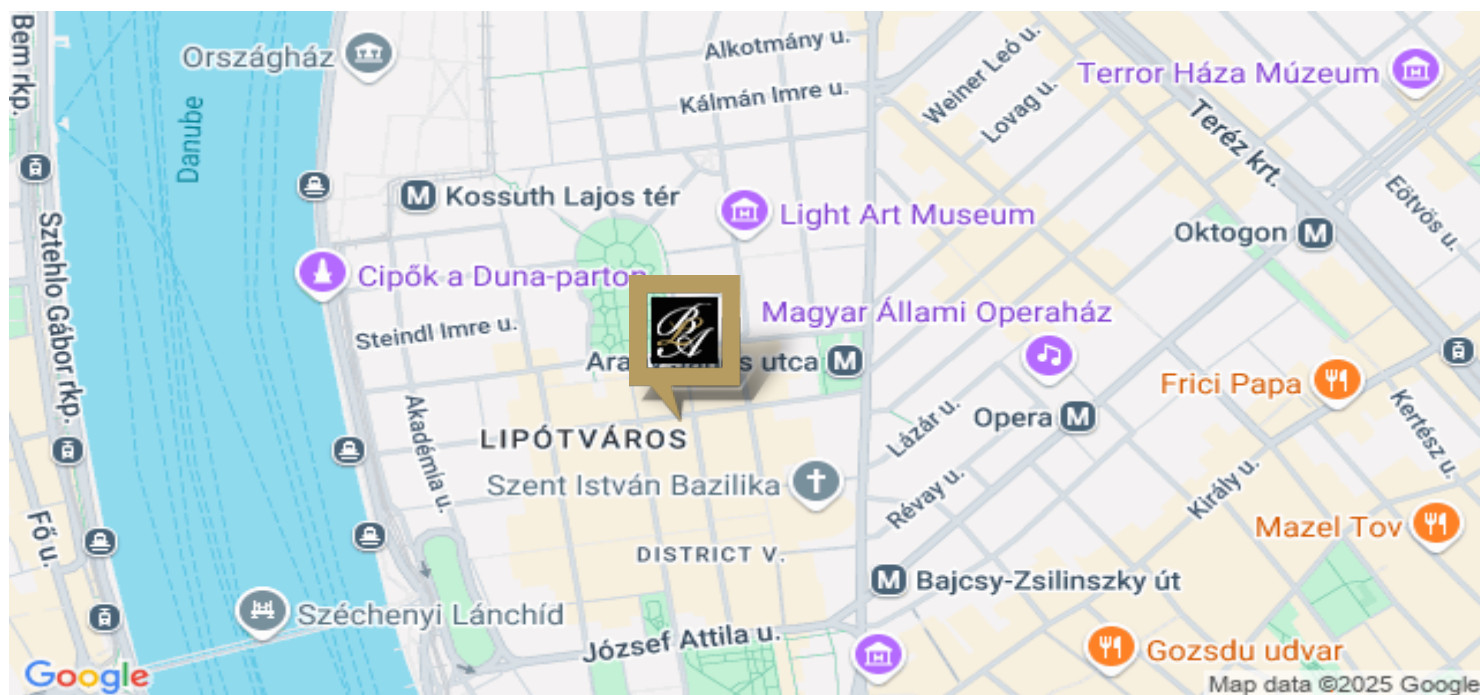 Bem rkp.
Országház
Alkotmány u.
Weiner Leó u.
Terror Háza Múzeum
Danube
Kálmán Imre u.
Lovag u.
Teréz krt.
M Kossuth Lajos tér
Light Art Museum
Eötvös u.
Oktogon M
Sztehlo Gábor rkp.
Cipők a Duna-parton
Steindl Imre u.
BLA
Magyar Állami Operaház
utca M
Frici Papa
Akadémia u.
Lázár u.
Opera M
Kertész u.
LIPÓTVÁROS
Szent István Bazilika
Révay u.
Király u.
Fő u.
Mazel Tov
DISTRICT V.
M Bajcsy-Zsilinszky út
Széchenyi Lánchíd
József Attila u.
Gozsdu udvar
Google
Map data ©2025 Google